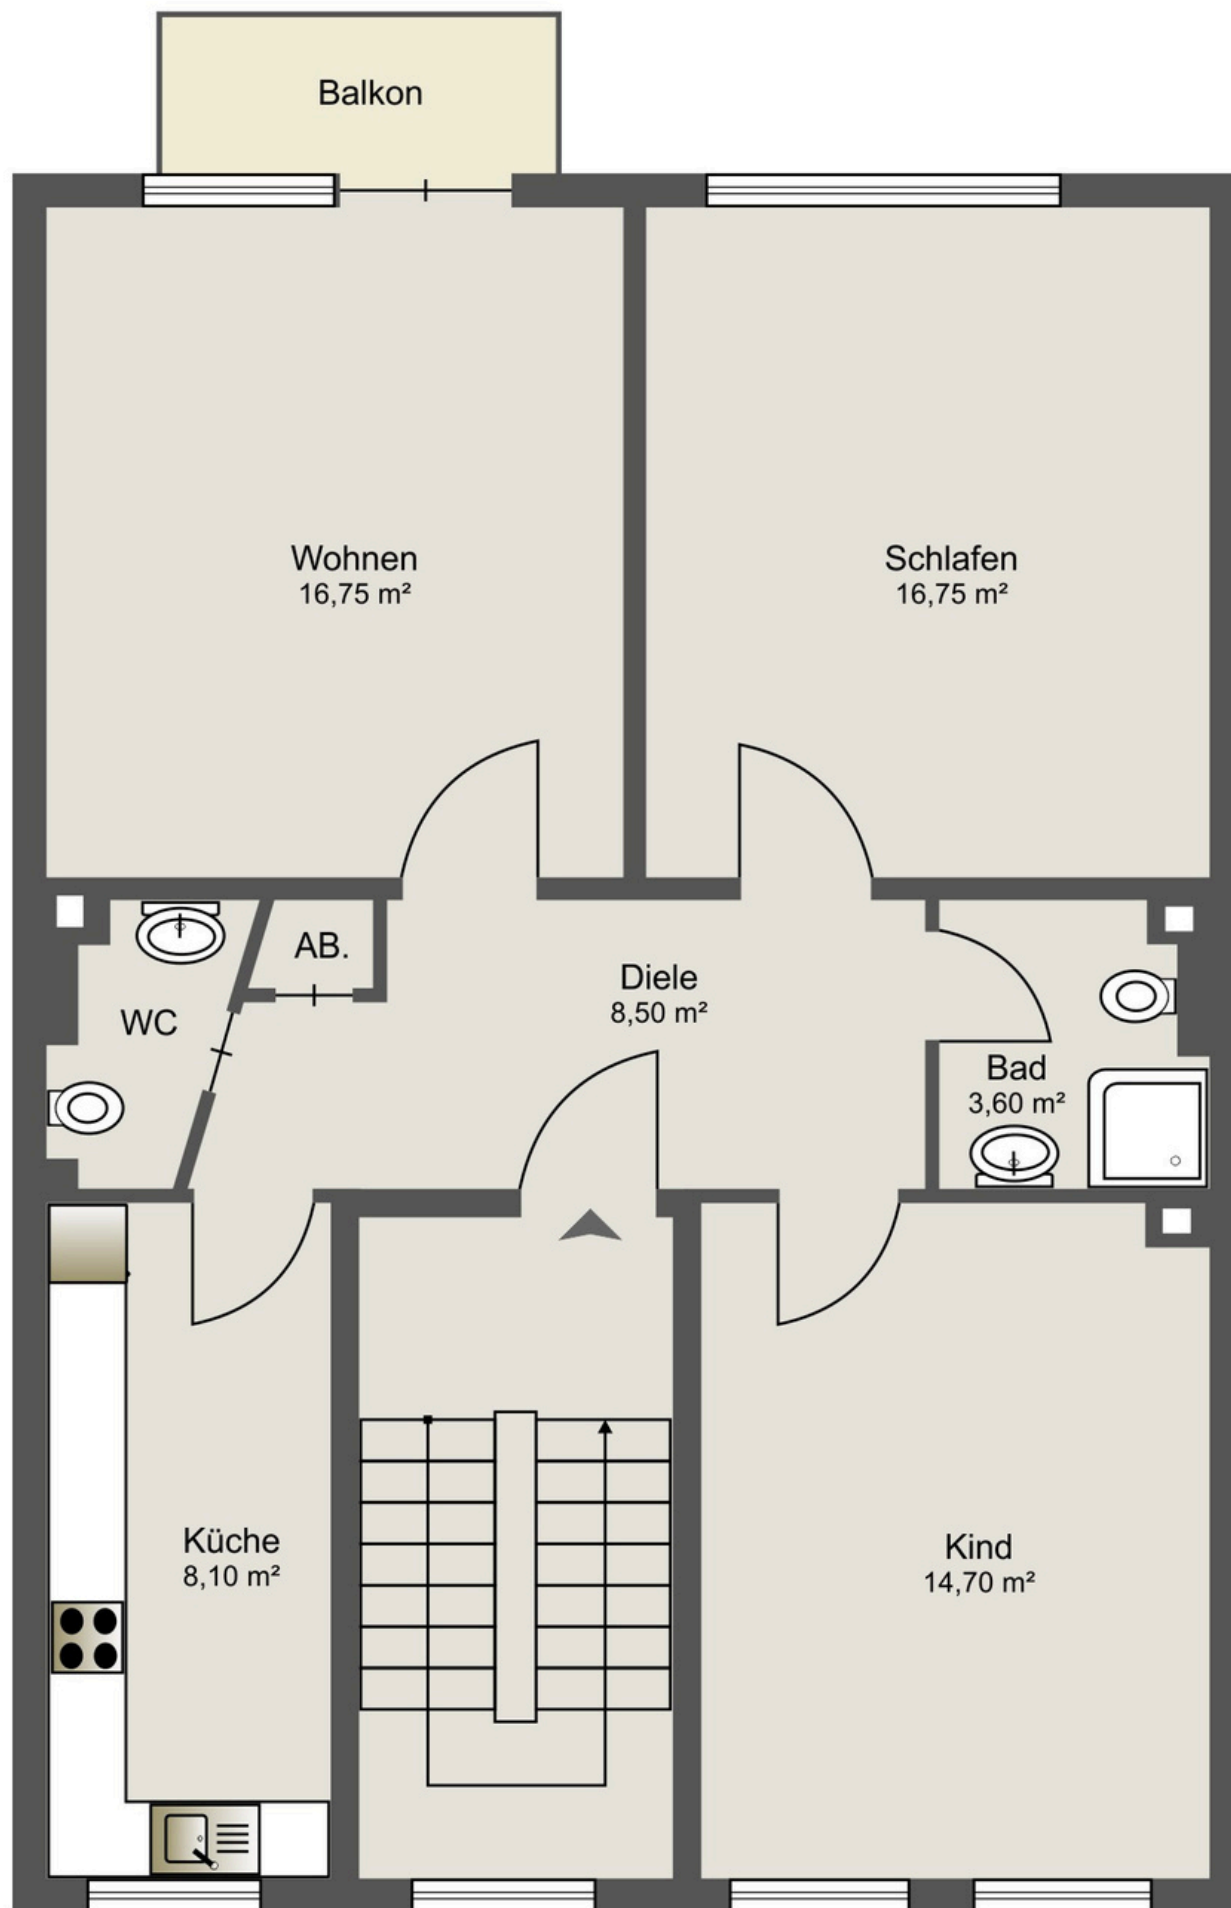 Balkon
Wohnen
16,75 m²
Schlafen
16,75 m²
AB.
Diele
8,50 m²
WC
Bad
3,60 m²
Küche
8,10 m²
Kind
14,70 m²